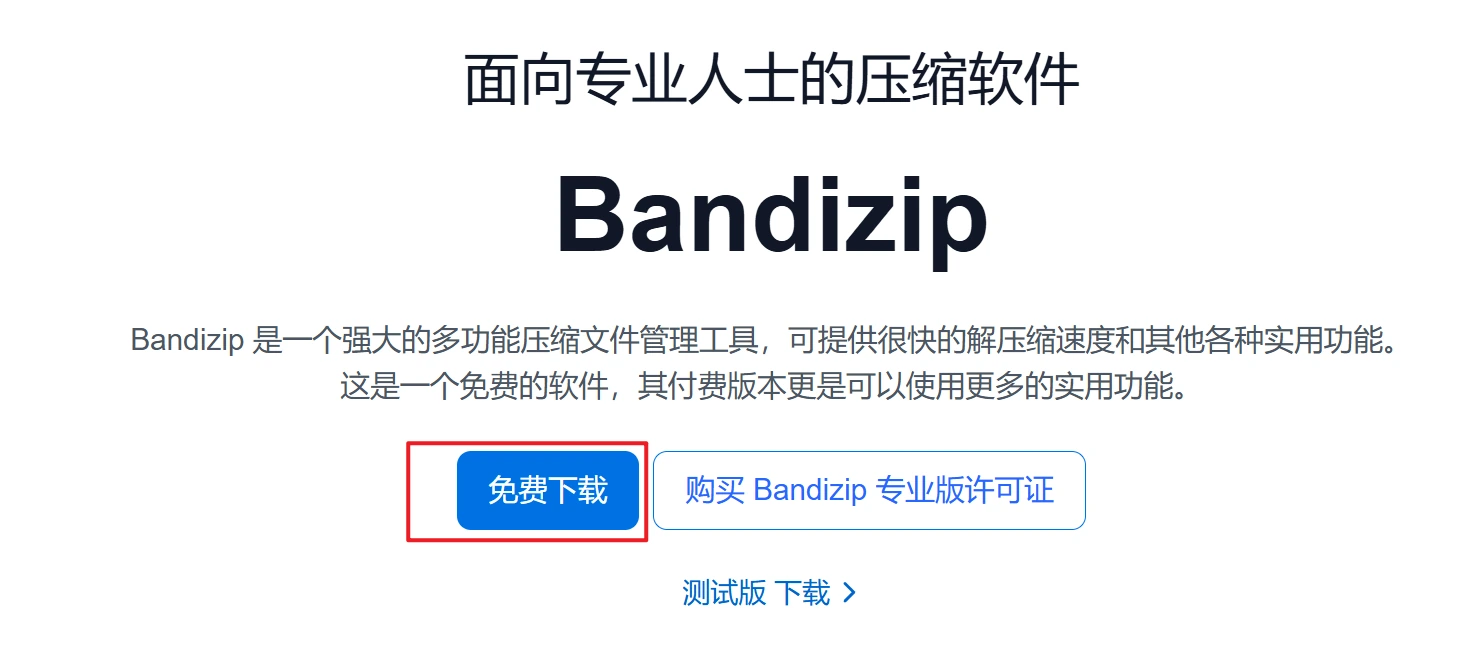 面向专业人士的压缩软件
Bandizip
Bandizip 是一个强大的多功能压缩文件管理工具，可提供很快的解压缩速度和其他各种实用功能。
这是一个免费的软件，其付费版本更是可以使用更多的实用功能。
免费下载
购买 Bandizip 专业版许可证
测试版 下载